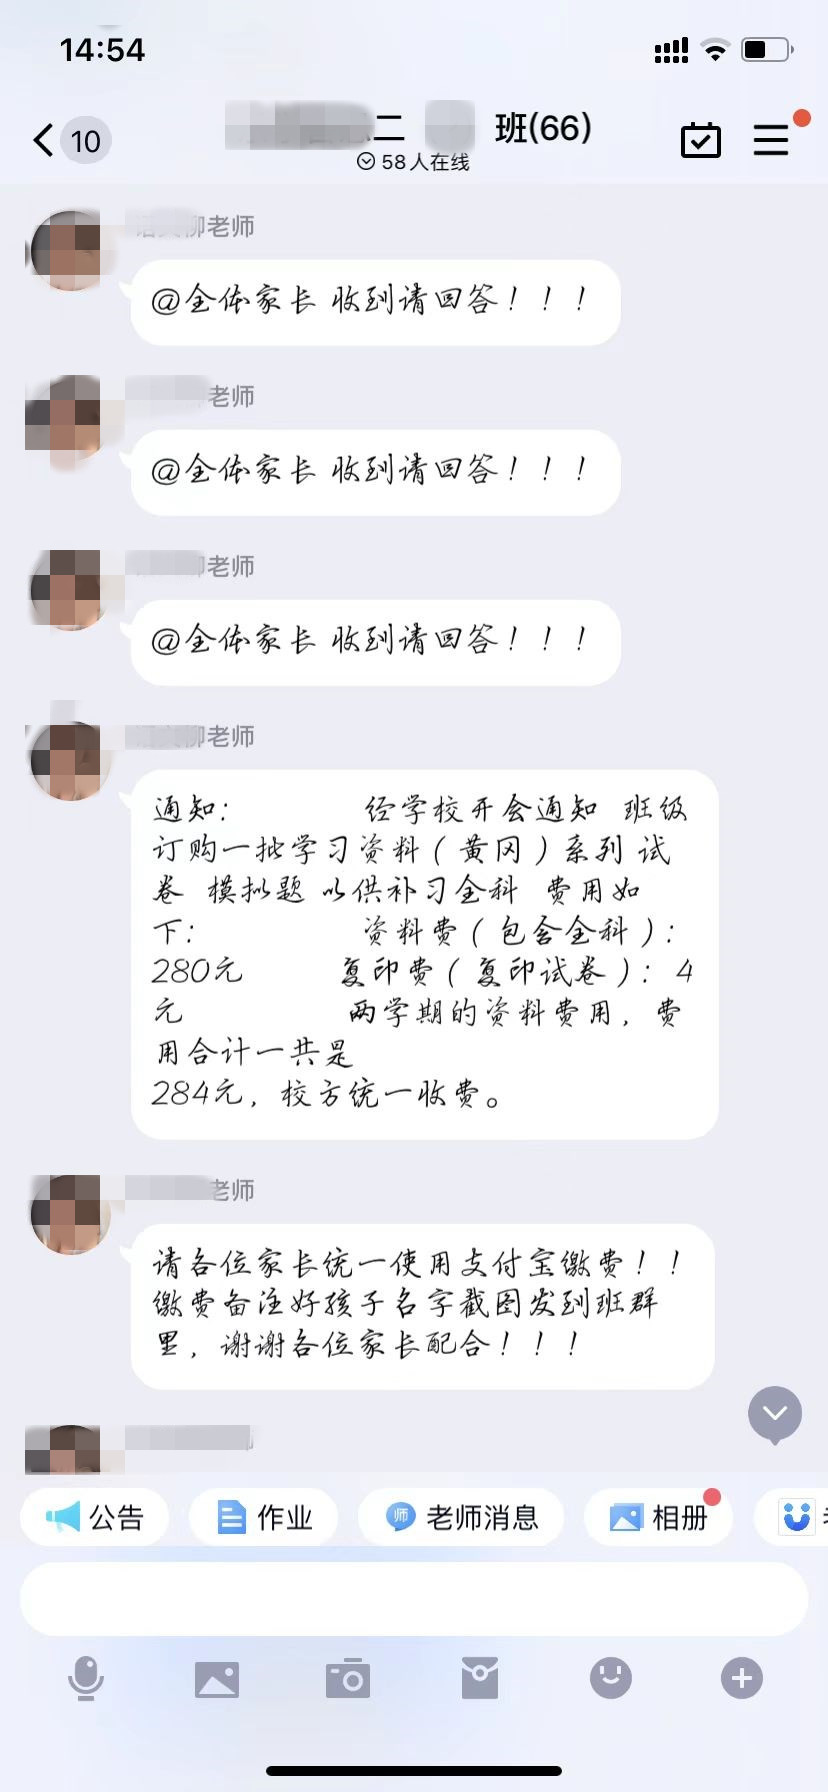 14:54
10
二 班(66)
58人在线
老师
@全体家长 收到请回答！！！
老师
@全体家长 收到请回答！！！
老师
@全体家长 收到请回答！！！
老师
通知： 经学校开会通知 班级
订购一批学习资料（黄冈）系列 试
卷 模拟题 以供补习全科 费用如
下： 资料费（包含全科）：
280元 复印费（复印试卷）：4
元 两学期的资料费用，费
用合计一共是
284元，校方统一收费。
老师
请各位家长统一使用支付宝缴费！！
缴费备注好孩子名字截图发到班群
里，谢谢各位家长配合！！！
公告 作业 师 老师消息 相册